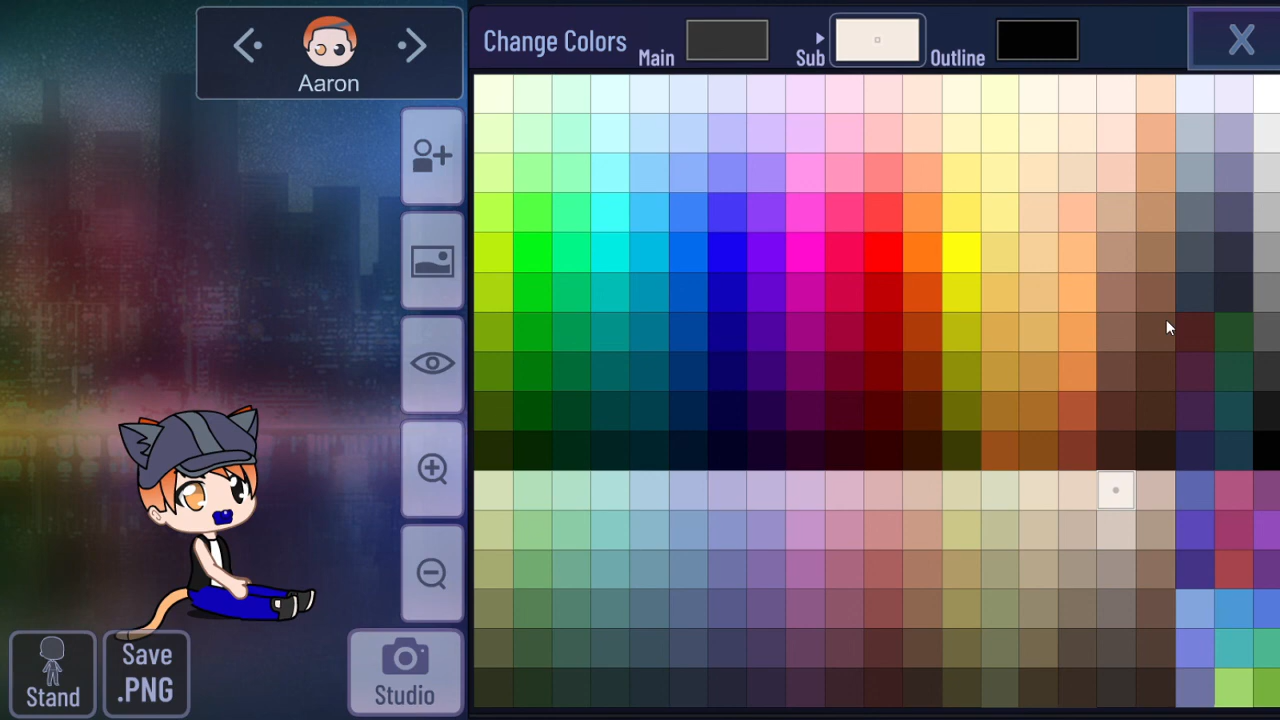 Aaron
Change Colors
Main
Sub
Outline
X
Stand
Save
.PNG
Studio